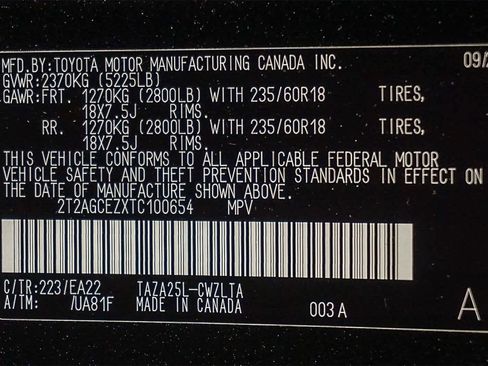 MFD.BY:TOYOTA MOTOR MANUFACTURING CANADA INC. 09/2
GVWR:2370KG (5225LB)
GAWR:FRT. 1270KG (2800LB) WITH 235/60R18 TIRES,
18X7.5J RIMS.
RR. 1270KG (2800LB) WITH 235/60R18 TIRES,
18X7.5J RIMS.
THIS VEHICLE CONFORMS TO ALL APPLICABLE FEDERAL MOTOR
VEHICLE SAFETY AND THEFT PREVENTION STANDARDS IN EFFECT ON
THE DATE OF MANUFACTURE SHOWN ABOVE.
2T2AGCEZXTC100654 MPV
C/TR:223/EA22 TAZA25L-CWZLTA
A/TM: /UA81F MADE IN CANADA 003 A A